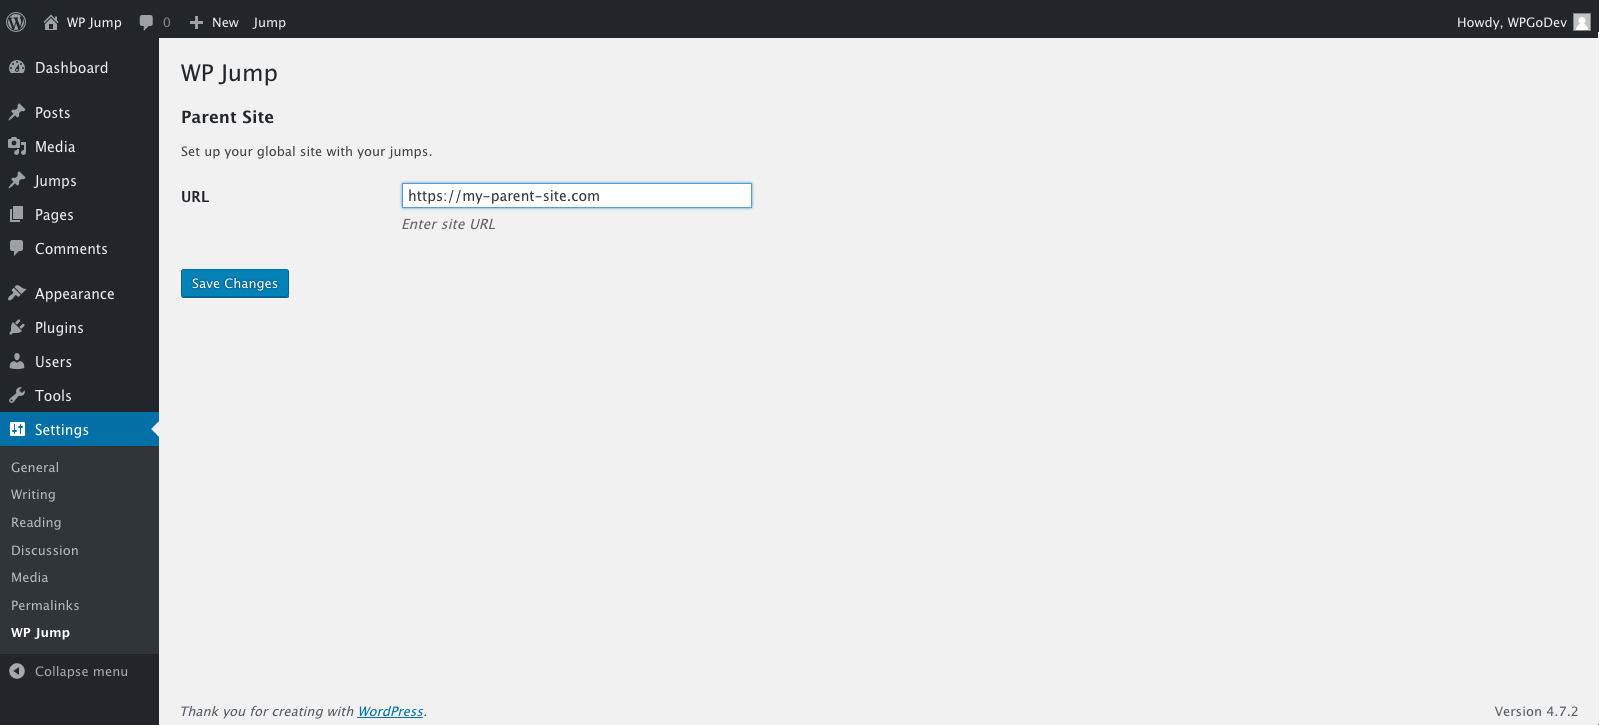 WP Jump 0 New Jump Howdy, WPGoDev
Dashboard
Posts
Media
Jumps
Pages
Comments
Appearance
Plugins
Users
Tools
Settings
General
Writing
Reading
Discussion
Media
Permalinks
WP Jump
Collapse menu
WP Jump
Parent Site
Set up your global site with your jumps.
URL https://my-parent-site.com
Enter site URL
Save Changes
Thank you for creating with WordPress. Version 4.7.2